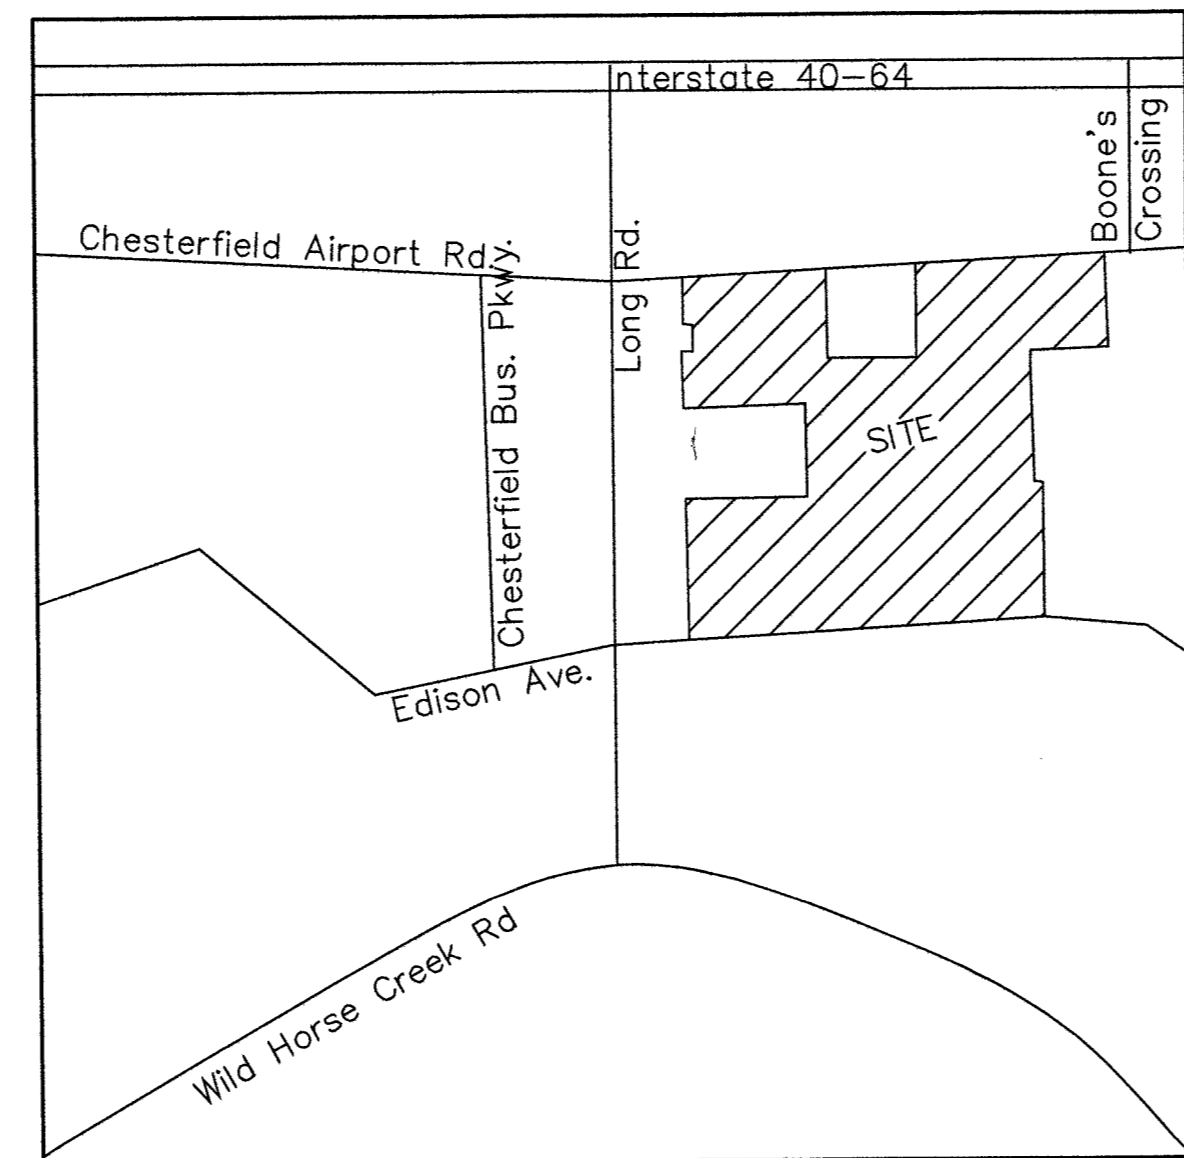 Interstate 40-64
Boone's
Crossing
Chesterfield Airport Rd.
Chesterfield Bus. Pkwy.
Long Rd.
SITE
Edison Ave.
Wild Horse Creek Rd